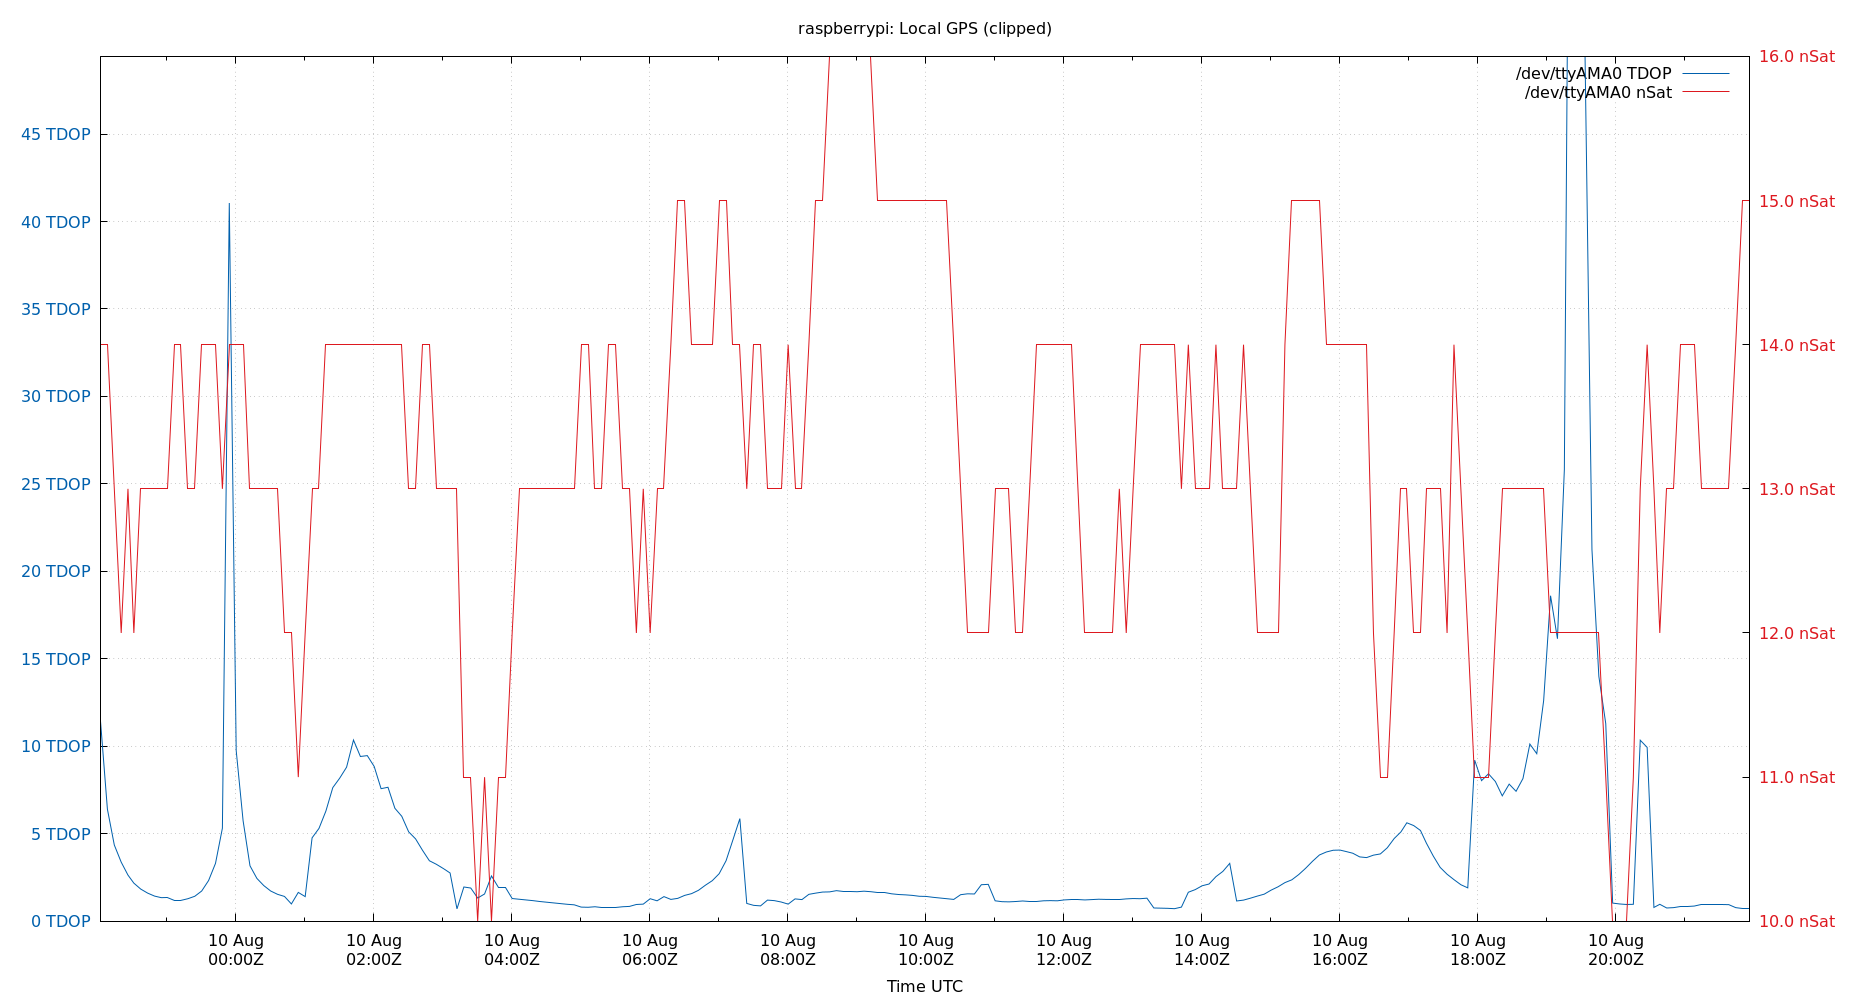 raspberrypi: Local GPS (clipped)
/dev/ttyAMA0 TDOP
/dev/ttyAMA0 nSat
45 TDOP
40 TDOP
35 TDOP
30 TDOP
25 TDOP
20 TDOP
15 TDOP
10 TDOP
5 TDOP
0 TDOP
16.0 nSat
15.0 nSat
14.0 nSat
13.0 nSat
12.0 nSat
11.0 nSat
10.0 nSat
10 Aug
00:00Z
10 Aug
02:00Z
10 Aug
04:00Z
10 Aug
06:00Z
10 Aug
08:00Z
10 Aug
10:00Z
10 Aug
12:00Z
10 Aug
14:00Z
10 Aug
16:00Z
10 Aug
18:00Z
10 Aug
20:00Z
Time UTC